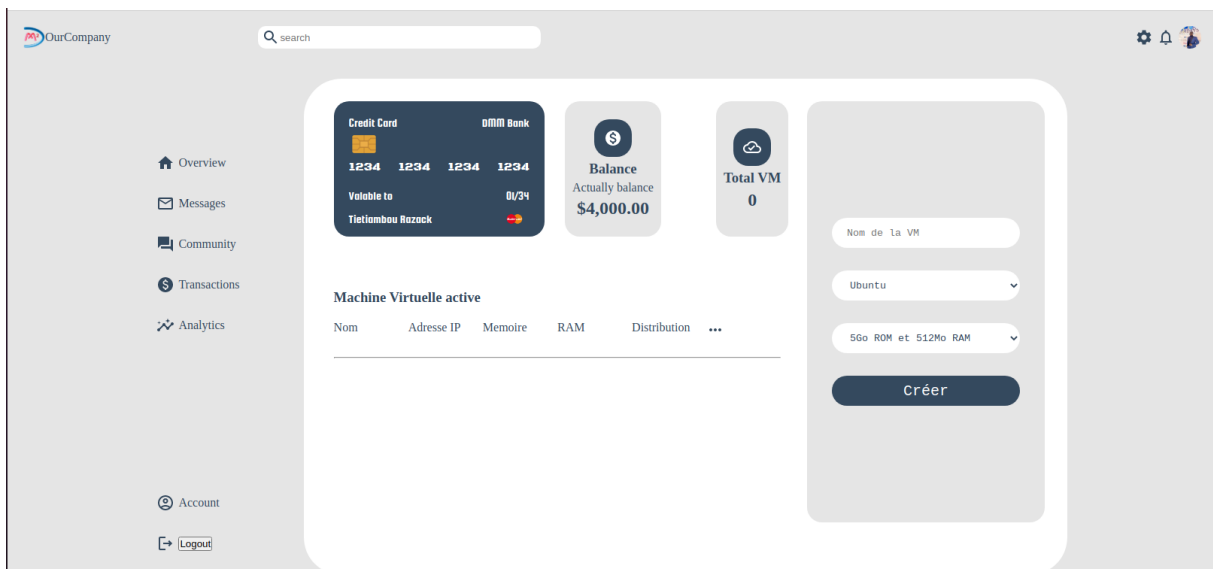 OurCompany
search
Overview
Messages
Community
Transactions
Analytics
Account
Logout
Credit Card DMM Bank
1234 1234 1234 1234
Valable to 01/34
Tietiambou Razack
Balance
Actually balance
$4,000.00
Total VM
0
Machine Virtuelle active
Nom Adresse IP Memoire RAM Distribution ...
Nom de la VM
Ubuntu
5Go ROM et 512Mo RAM
Créer